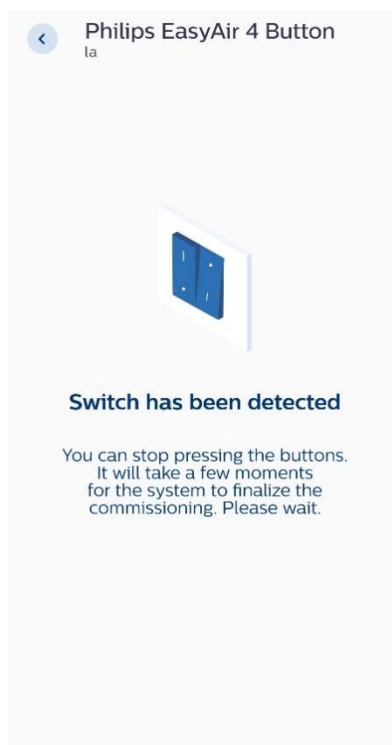 Philips EasyAir 4 Button
la
Switch has been detected
You can stop pressing the buttons.
It will take a few moments
for the system to finalize the
commissioning. Please wait.